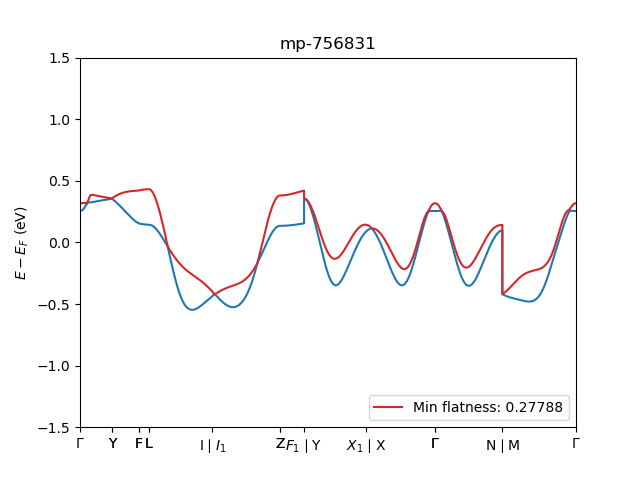 mp-756831
E − E_F (eV)
1.5
1.0
0.5
0.0
−0.5
−1.0
−1.5
Min flatness: 0.27788
Γ Y F L I | I₁ Z F₁ | Y X₁ | X Γ N | M Γ